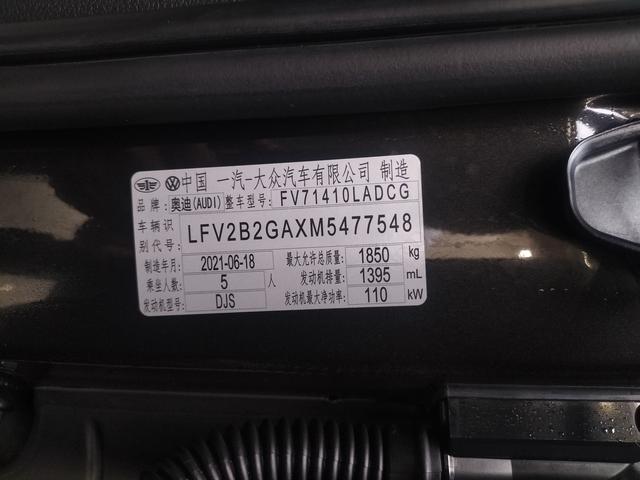 中国 一汽-大众汽车有限公司 制造
品牌: 奥迪(AUDI) 整车型号: FV71410LADCG
车辆识别代号: LFV2B2GAXM5477548
制造年月: 2021-06-18 最大允许总质量: 1850 kg
乘坐人数: 5 人 发动机排量: 1395 mL
发动机型号: DJS 发动机最大净功率: 110 kW